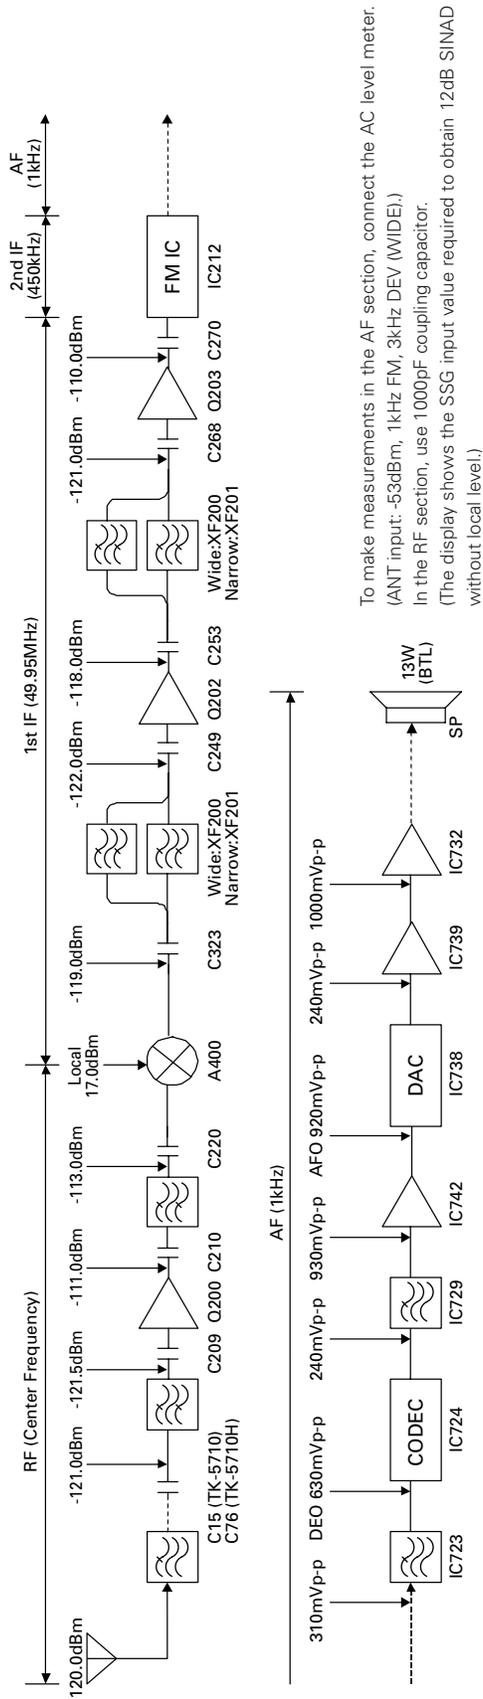 RF (Center Frequency)
1st IF (49.95MHz)
2nd IF
(450kHz)
AF
(1kHz)
120.0dBm
-121.0dBm
-121.5dBm
-111.0dBm
-113.0dBm
Local
17.0dBm
-119.0dBm
-122.0dBm
-118.0dBm
-121.0dBm
-110.0dBm
FM IC
C15 (TK-5710)
C76 (TK-5710H)
C209
Q200
C210
C220
A400
C323
Wide:XF200
Narrow:XF201
C249
Q202
C253
Wide:XF200
Narrow:XF201
C268
Q203
C270
IC212
AF (1kHz)
310mVp-p
DEO 630mVp-p
240mVp-p
930mVp-p
AFO 920mVp-p
240mVp-p
1000mVp-p
13W
(BTL)
CODEC
DAC
IC723
IC724
IC729
IC742
IC738
IC739
IC732
SP
To make measurements in the AF section, connect the AC level meter.
(ANT input: -53dBm, 1kHz FM, 3kHz DEV (WIDE).)
In the RF section, use 1000pF coupling capacitor.
(The display shows the SSG input value required to obtain 12dB SINAD
without local level.)